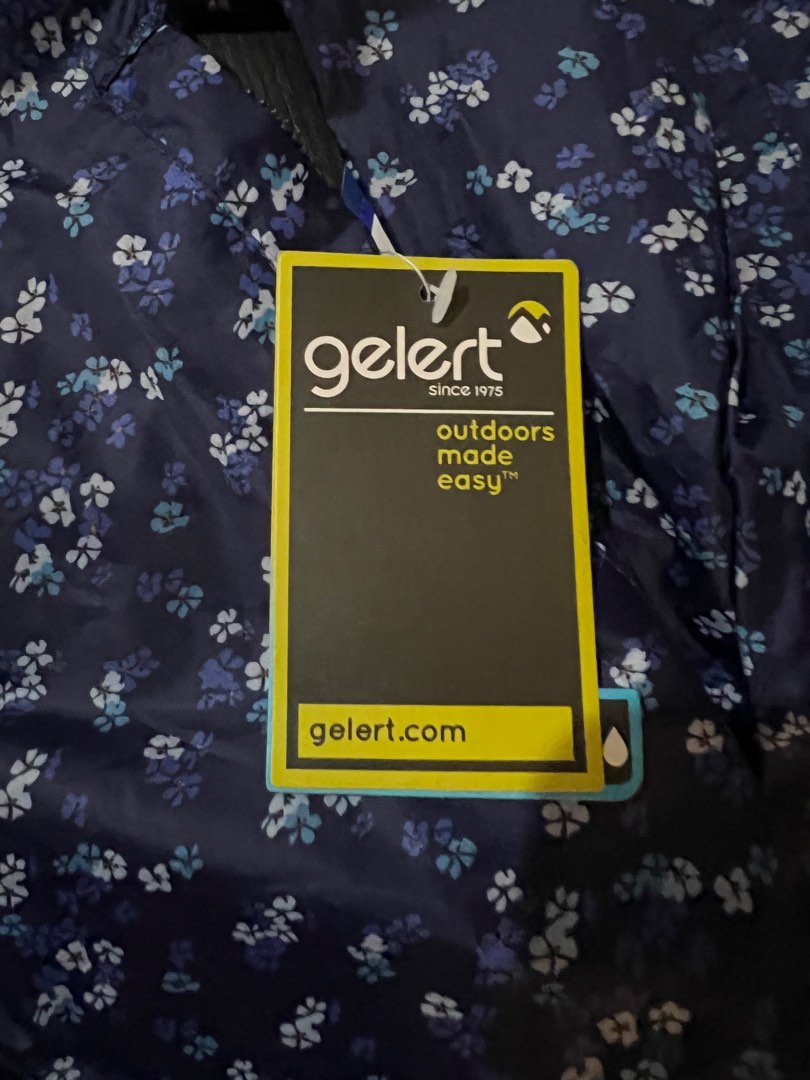 gelert
since 1975
outdoors
made
easy™
gelert.com